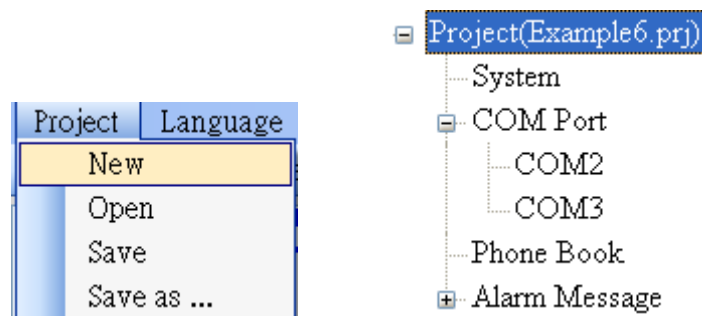 Project Language
New
Open
Save
Save as ...
Project(Example6.prj)
System
COM Port
COM2
COM3
Phone Book
Alarm Message